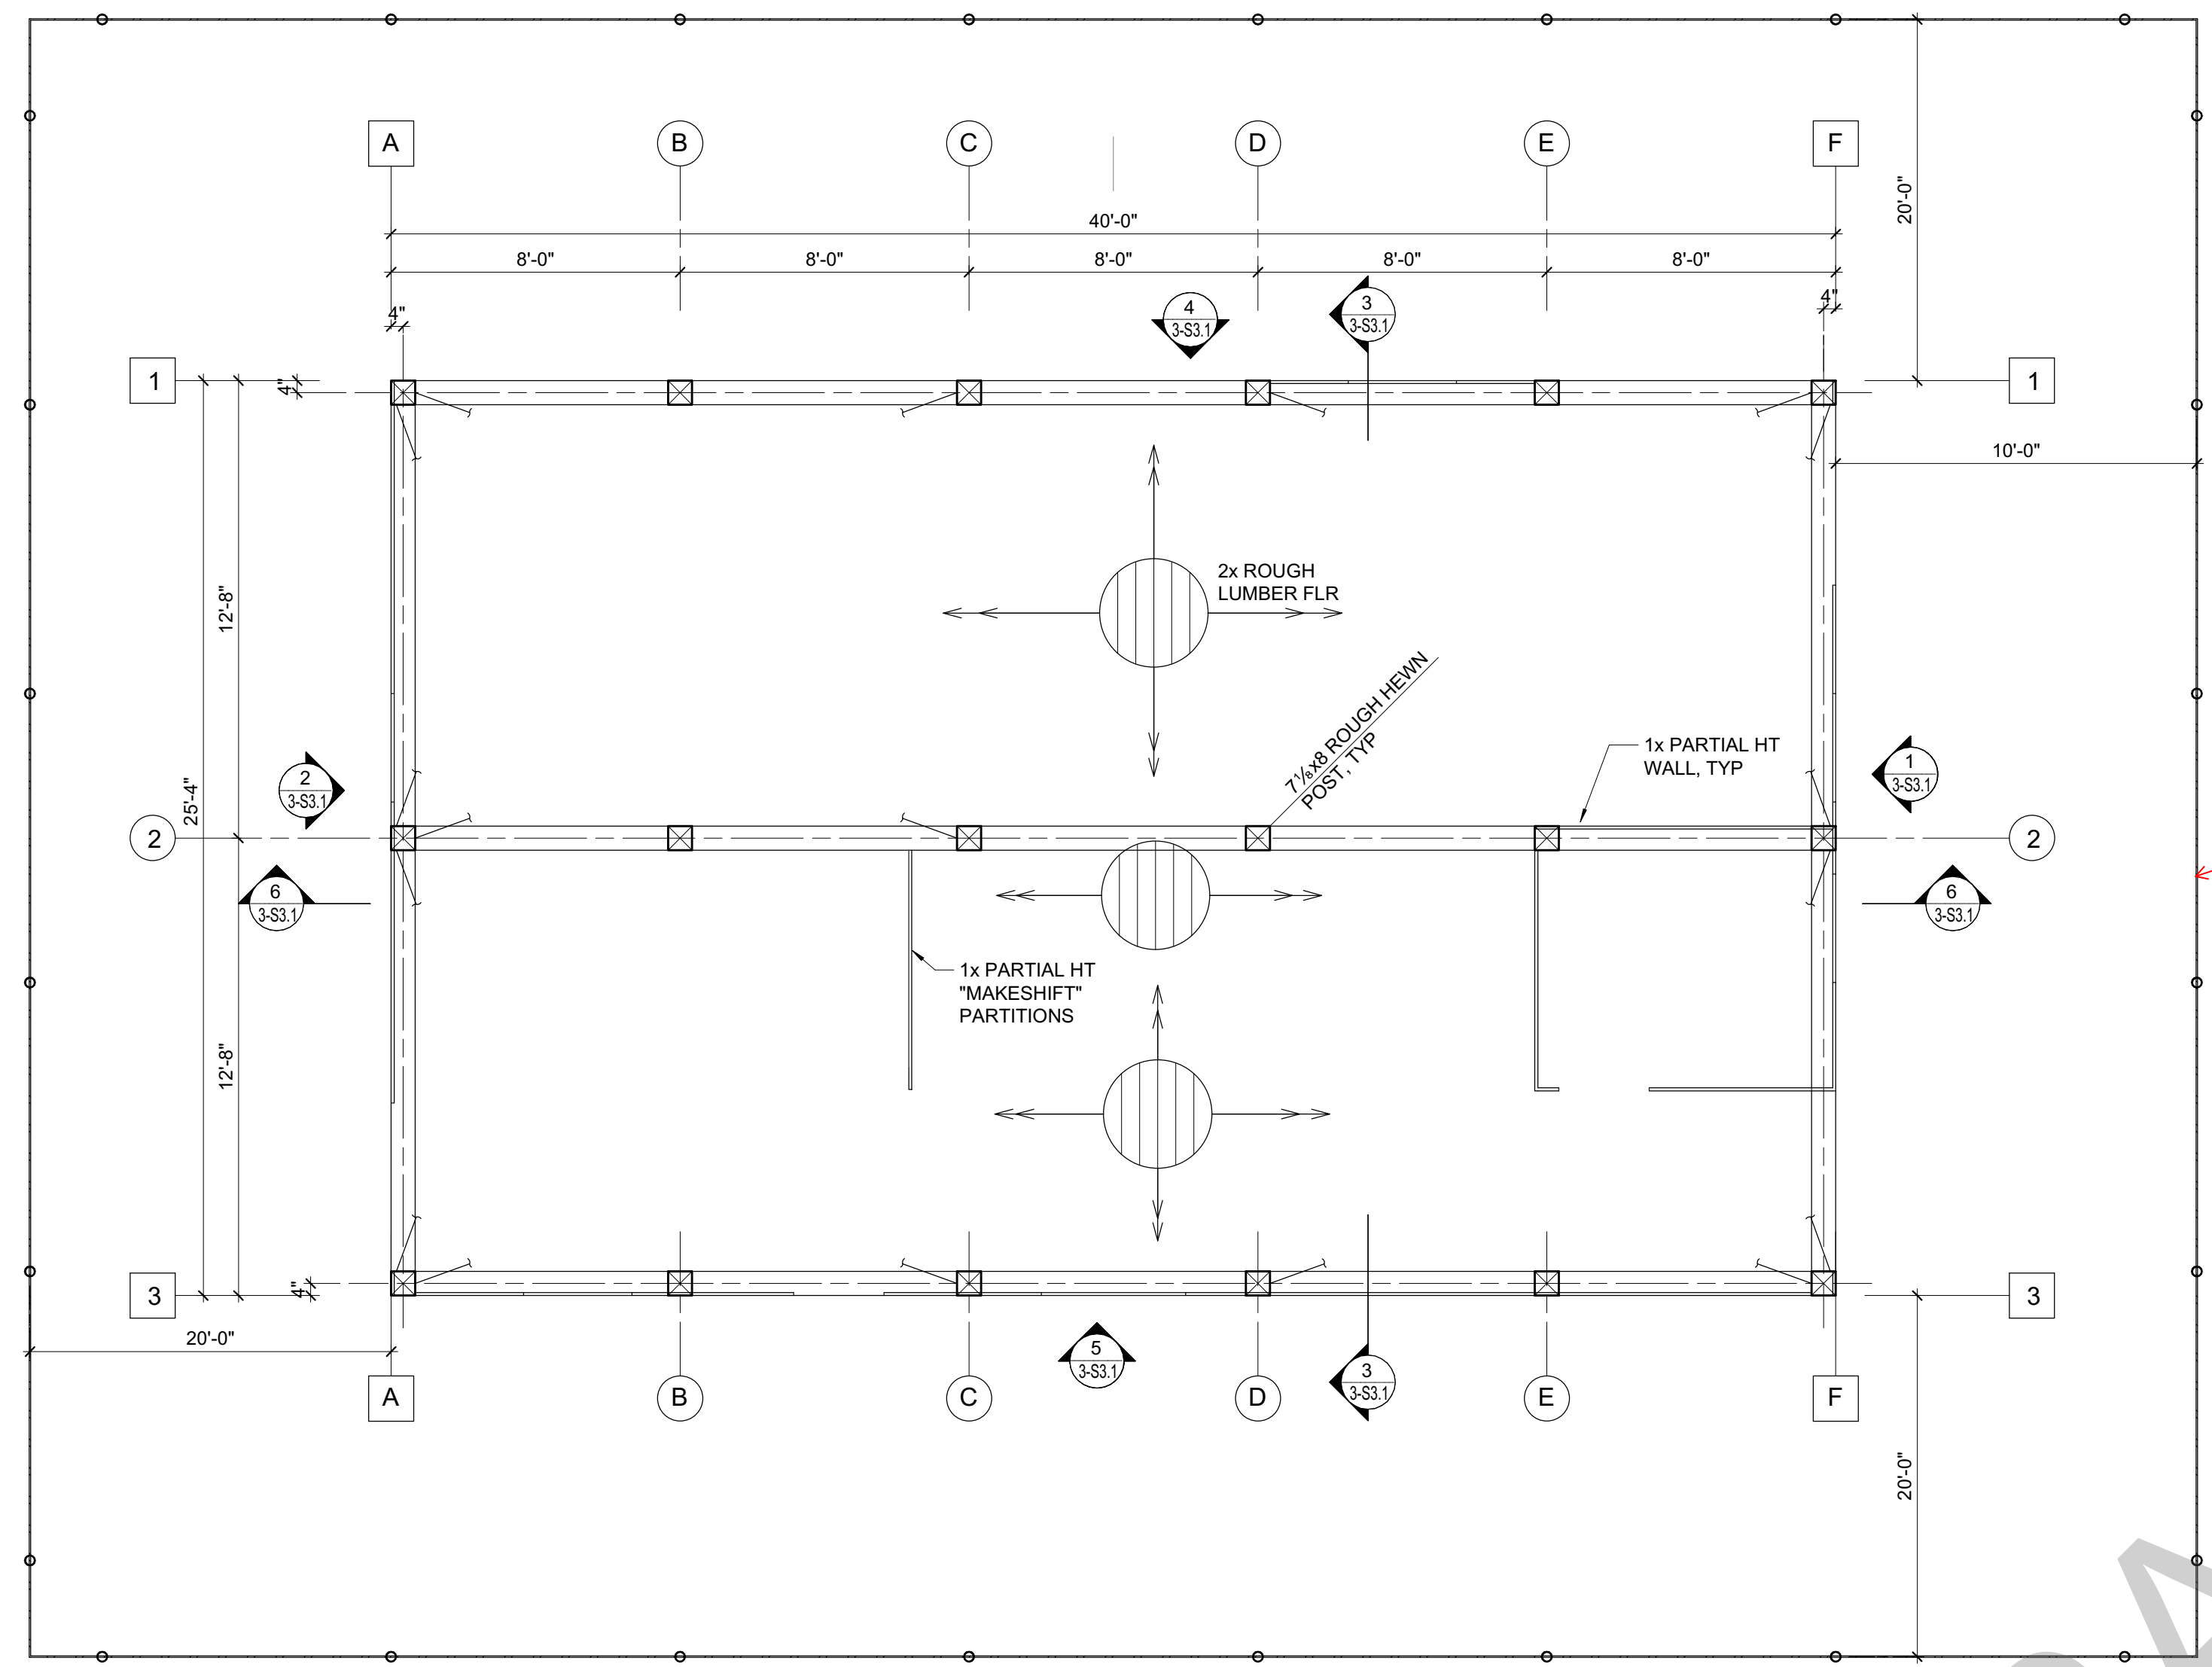 A B C D E F
40'-0"
8'-0" 8'-0" 8'-0" 8'-0" 8'-0"
20'-0"
4" 4"
4
3-S3.1
3
3-S3.1
1 1
4"
10'-0"
2x ROUGH
LUMBER FLR
12'-8"
7⅛x8 ROUGH HEWN
POST, TYP
1x PARTIAL HT
WALL, TYP
2
3-S3.1
25'-4"
1
3-S3.1
2 2
6
3-S3.1
6
3-S3.1
1x PARTIAL HT
"MAKESHIFT"
PARTITIONS
12'-8"
4"
3 3
20'-0"
5
3-S3.1
3
3-S3.1
A B C D E F
20'-0"